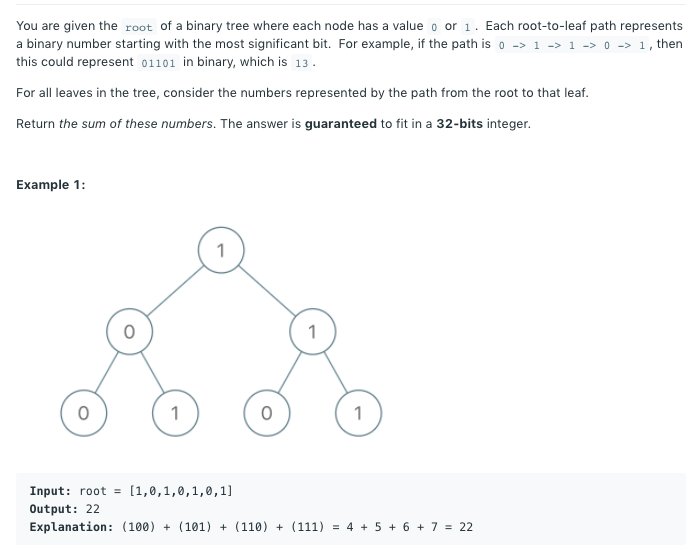 You are given the root of a binary tree where each node has a value 0 or 1. Each root-to-leaf path represents
a binary number starting with the most significant bit. For example, if the path is 0 -> 1 -> 1 -> 0 -> 1, then
this could represent 01101 in binary, which is 13.
For all leaves in the tree, consider the numbers represented by the path from the root to that leaf.
Return the sum of these numbers. The answer is guaranteed to fit in a 32-bits integer.
Example 1:
1
0 1
0 1 0 1
Input: root = [1,0,1,0,1,0,1]
Output: 22
Explanation: (100) + (101) + (110) + (111) = 4 + 5 + 6 + 7 = 22